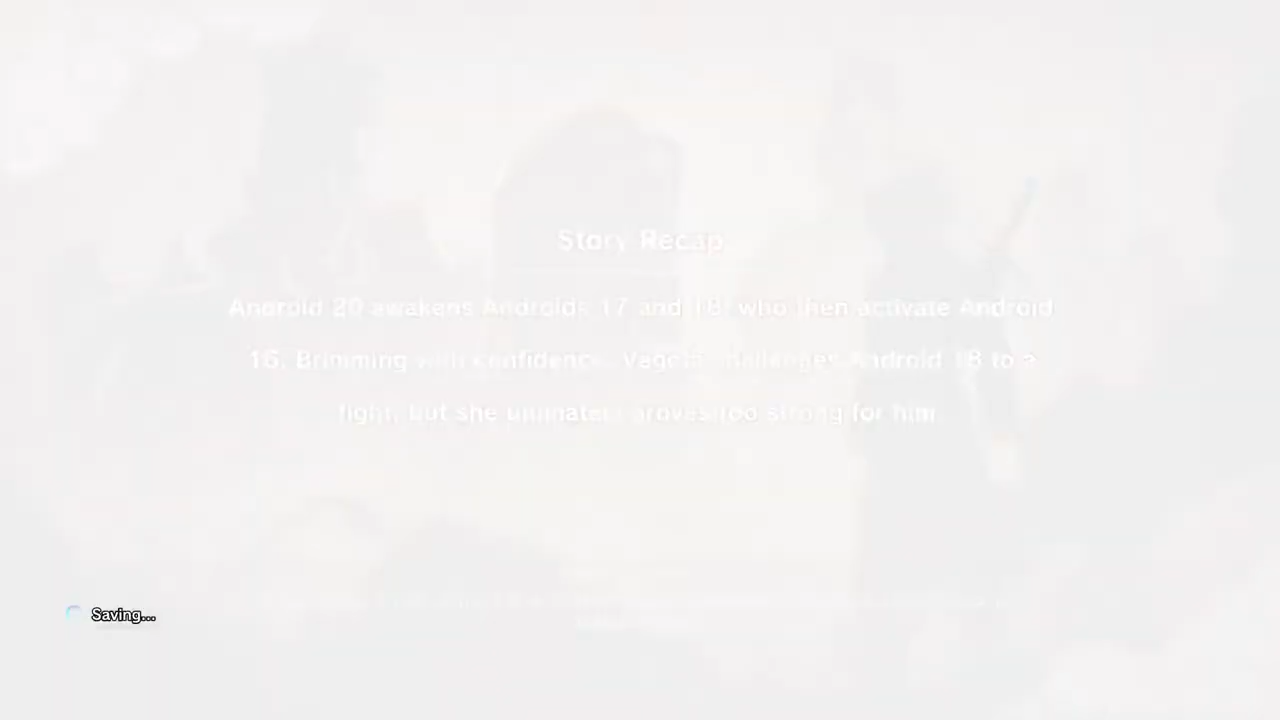 Story Recap
Android 20 awakens Androids 17 and 18, who then activate Android
16. Brimming with confidence, Vegeta challenges Android 18 to a
fight, but she ultimately proves too strong for him.
Saving...